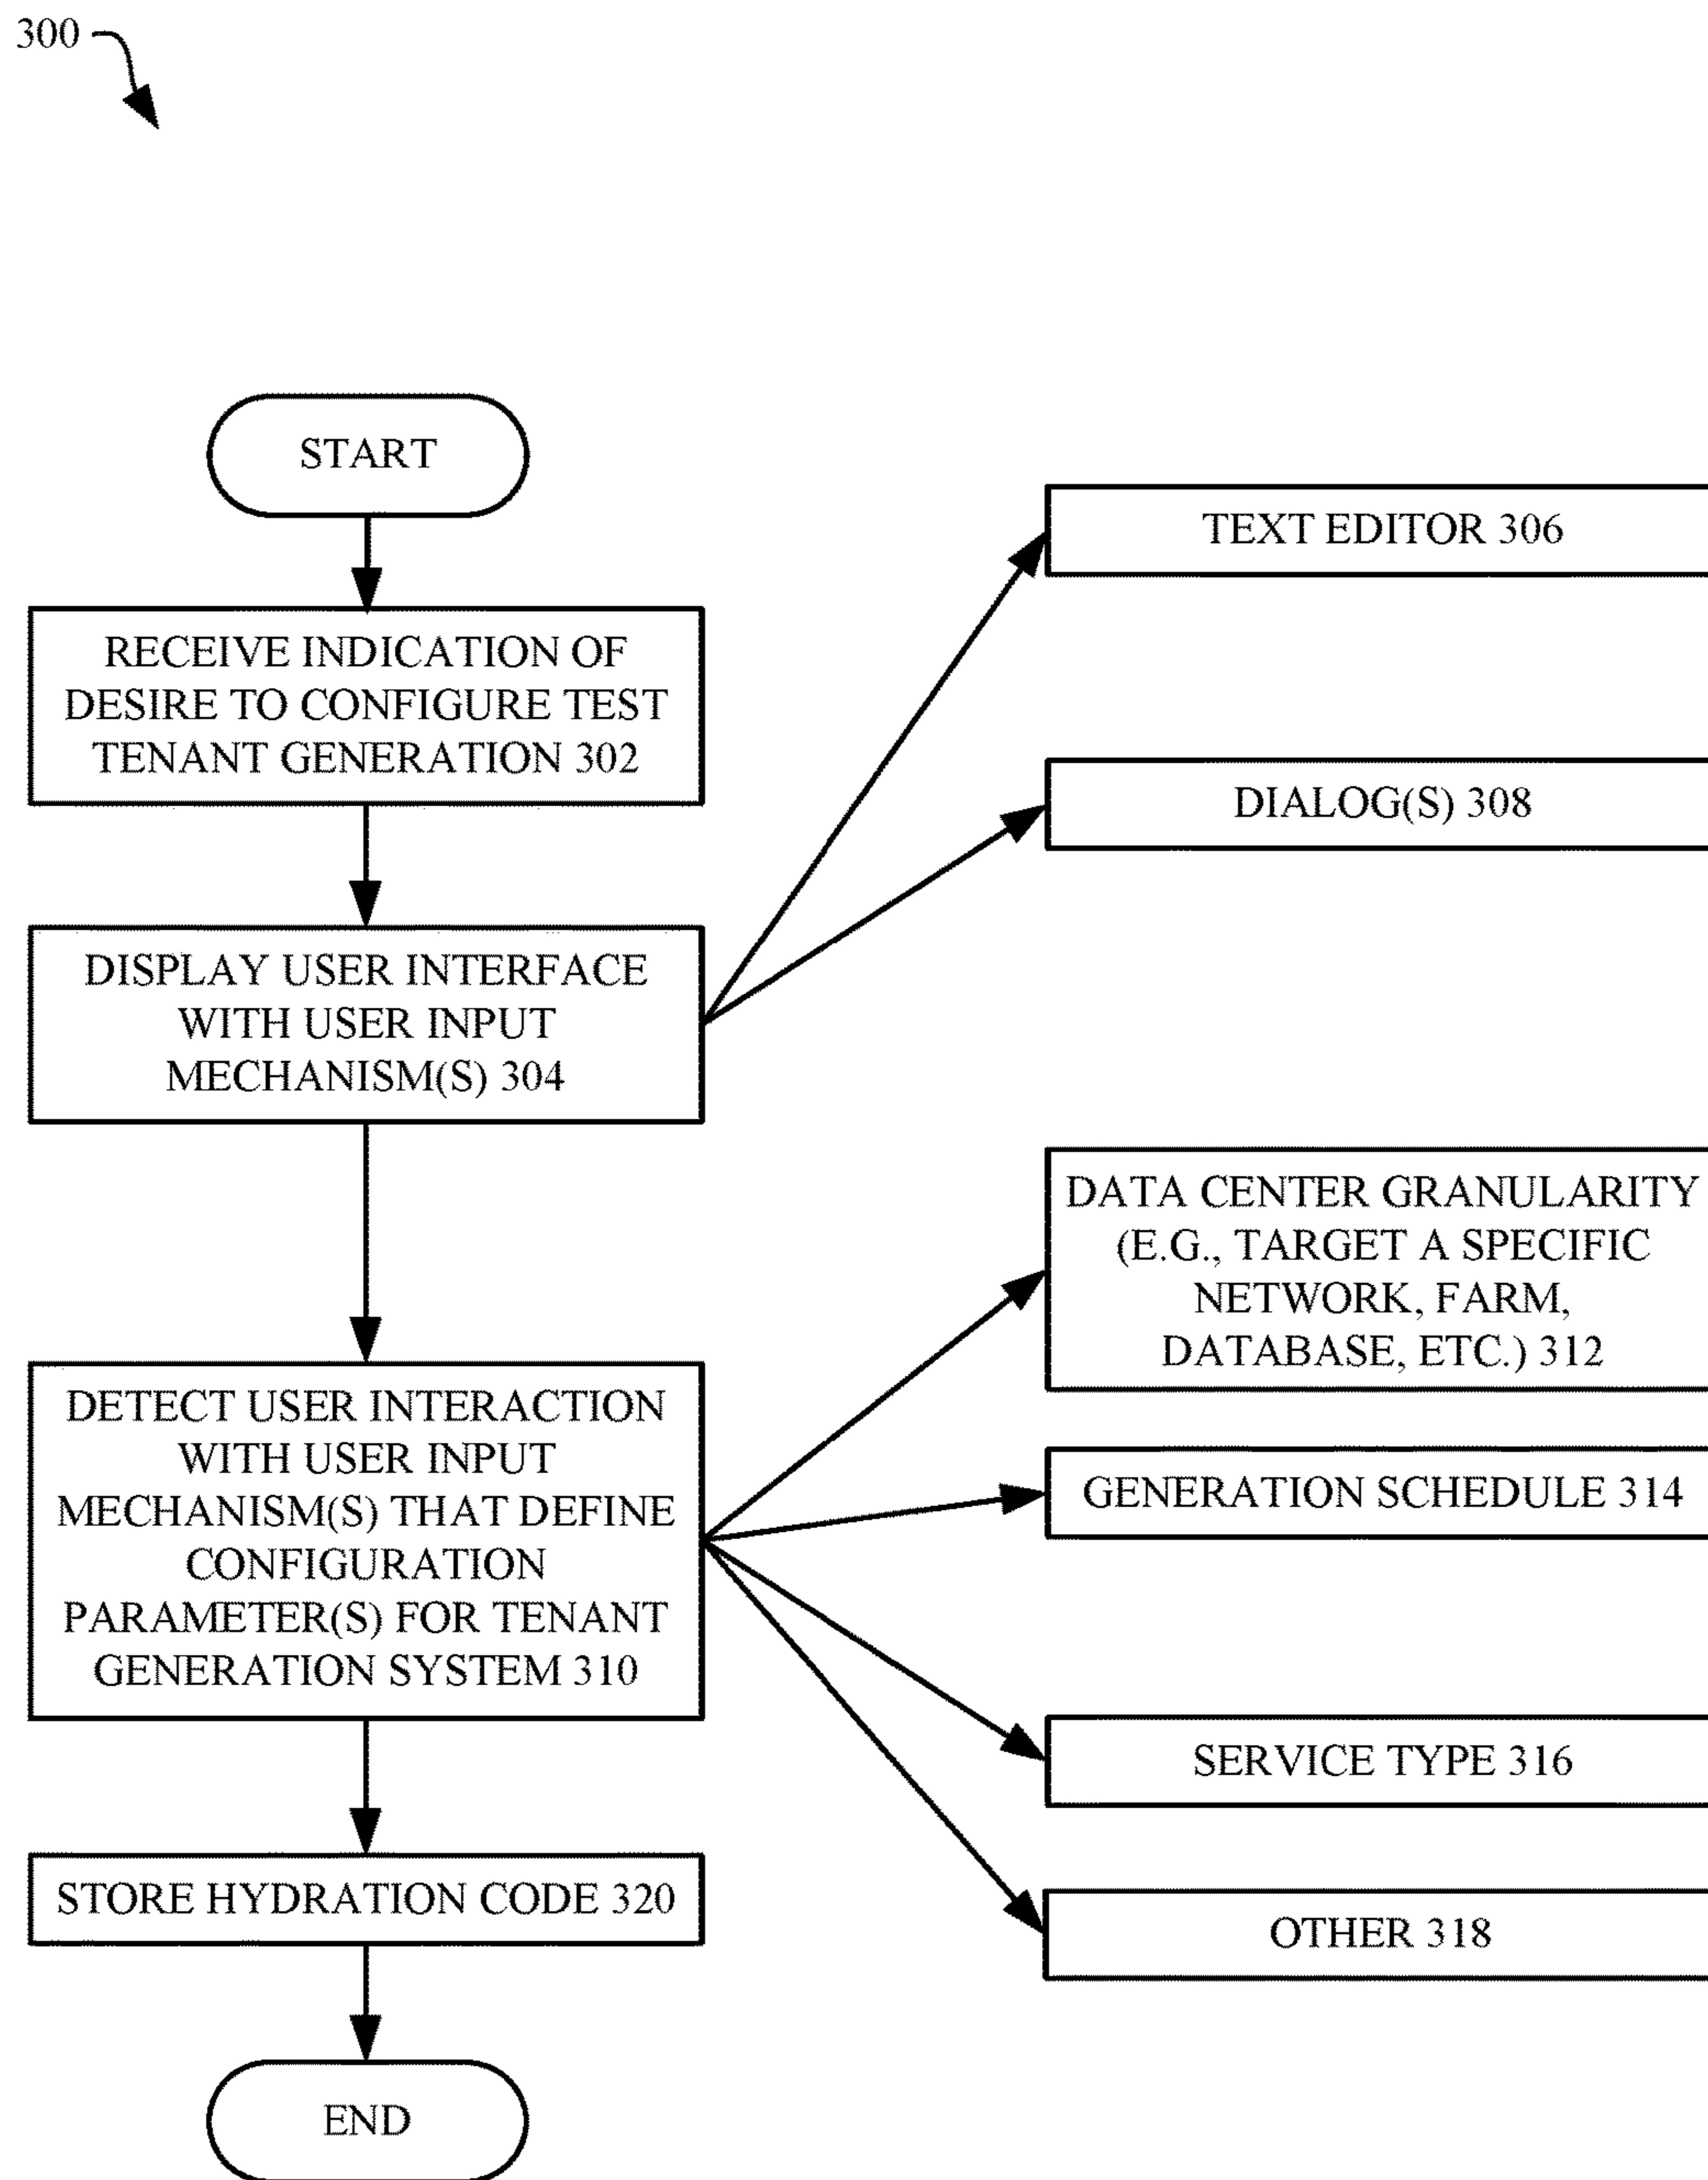 300
START
RECEIVE INDICATION OF
DESIRE TO CONFIGURE TEST
TENANT GENERATION 302
TEXT EDITOR 306
DIALOG(S) 308
DISPLAY USER INTERFACE
WITH USER INPUT
MECHANISM(S) 304
DATA CENTER GRANULARITY
(E.G., TARGET A SPECIFIC
NETWORK, FARM,
DATABASE, ETC.) 312
DETECT USER INTERACTION
WITH USER INPUT
MECHANISM(S) THAT DEFINE
CONFIGURATION
PARAMETER(S) FOR TENANT
GENERATION SYSTEM 310
GENERATION SCHEDULE 314
SERVICE TYPE 316
OTHER 318
STORE HYDRATION CODE 320
END